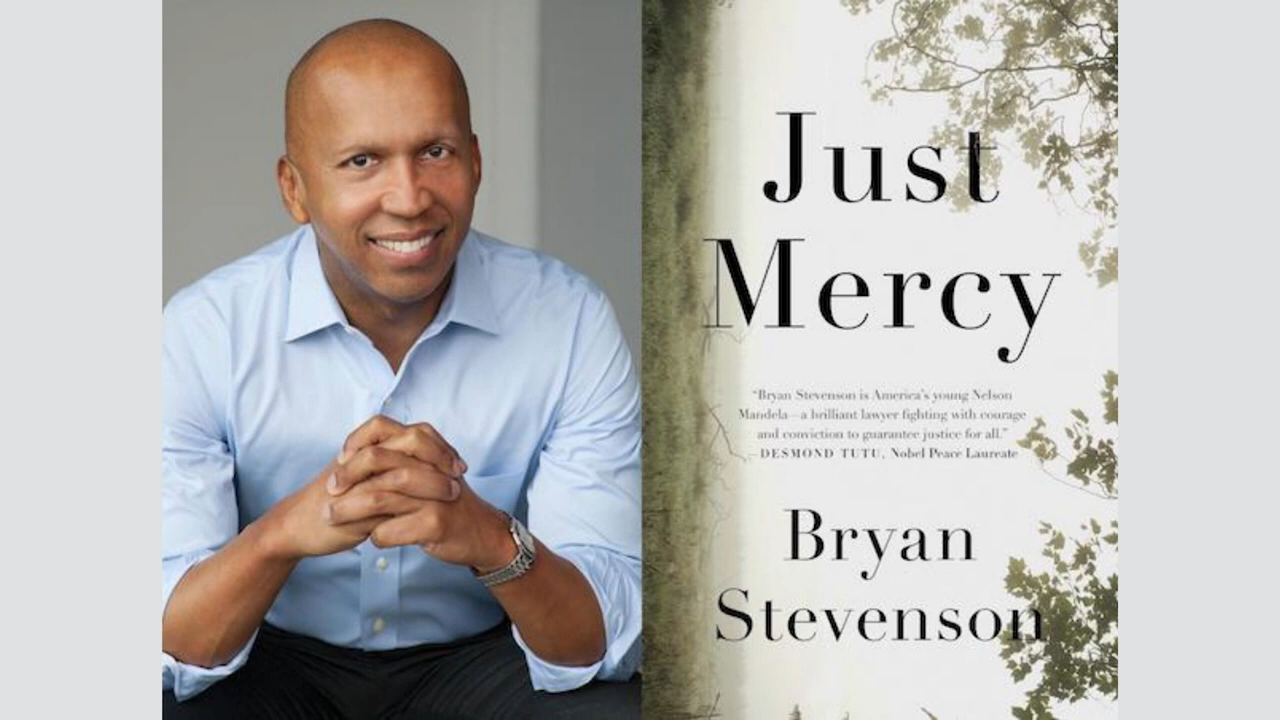 Just
Mercy
“Bryan Stevenson is America’s young Nelson
Mandela—a brilliant lawyer fighting with courage
and conviction to guarantee justice for all.”
—DESMOND TUTU, Nobel Peace Laureate
Bryan
Stevenson